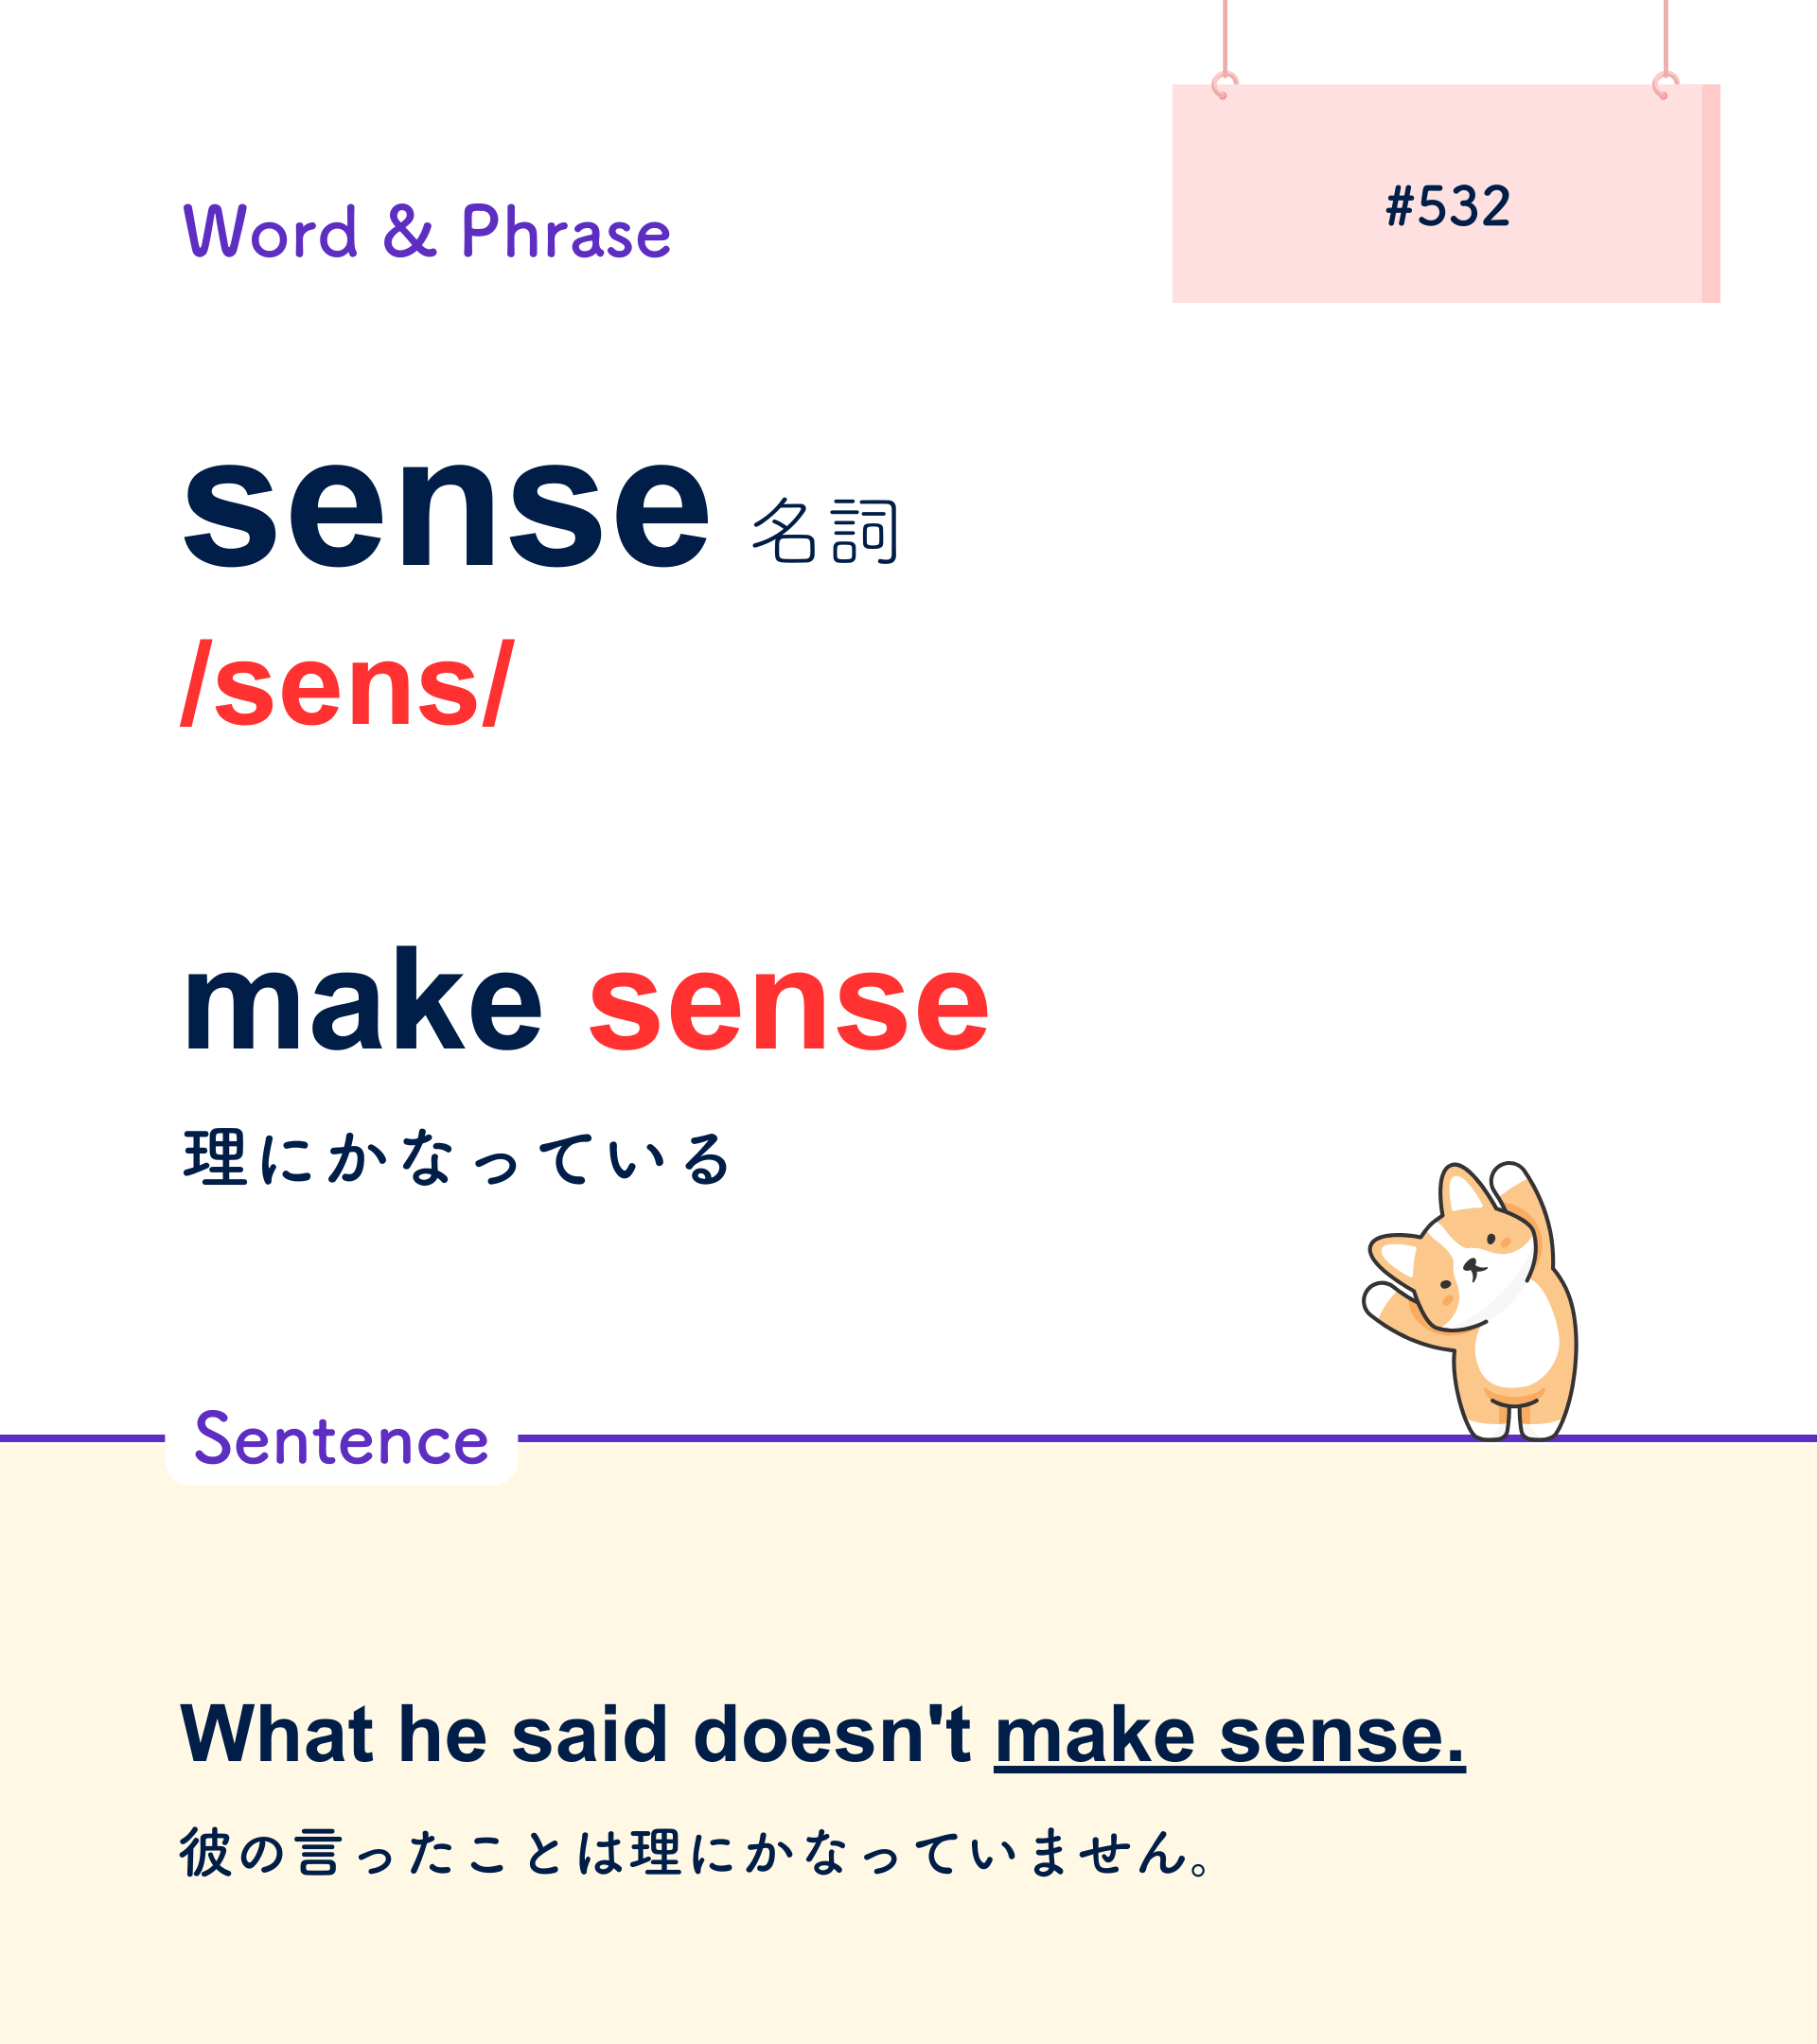 #532
Word & Phrase
sense 名詞
/sens/
make sense
理にかなっている
Sentence
What he said doesn't make sense.
彼の言ったことは理にかなっていません。